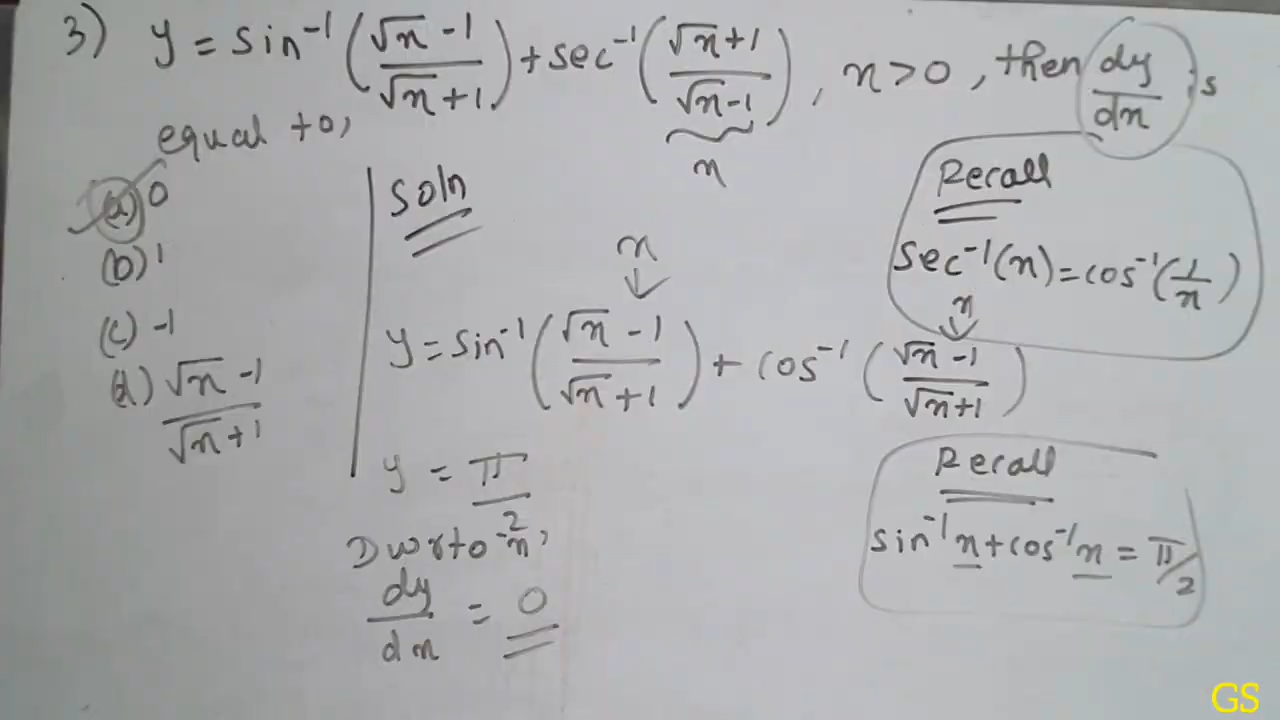 3) y = sin⁻¹ (√x - 1 / √x + 1) + sec⁻¹ (√x + 1 / √x - 1), x > 0, then dy/dx is
x
equal to,
(a) 0
(b) 1
(c) -1
(d) √x - 1 / √x + 1
Soln
x
y = sin⁻¹ (√x - 1 / √x + 1) + cos⁻¹ (√x - 1 / √x + 1)
x
y = π/2
D w r to x,
dy/dx = 0
Recall
sec⁻¹(x) = cos⁻¹(1/x)
Recall
sin⁻¹x + cos⁻¹x = π/2
GS